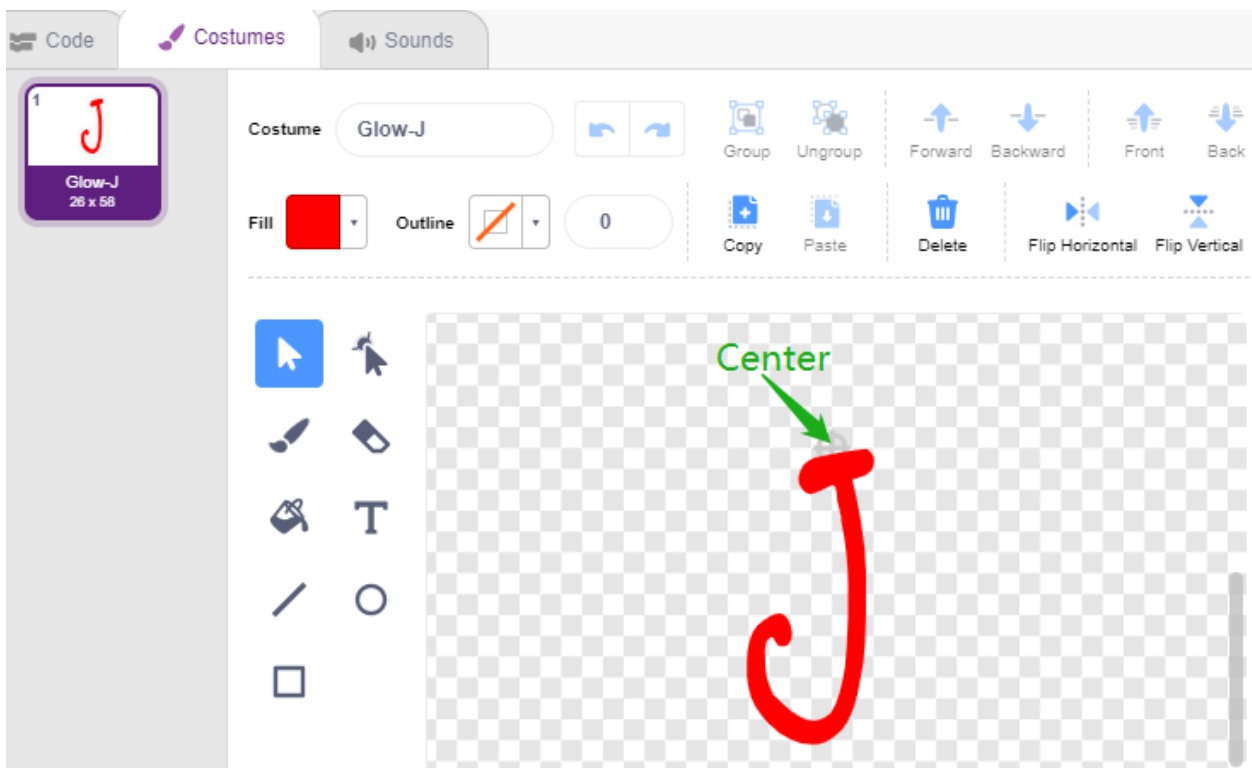 Code
Costumes
Sounds
1
J
Glow-J
26 x 58
Costume
Glow-J
Group
Ungroup
Forward
Backward
Front
Back
Fill
Outline
0
Copy
Paste
Delete
Flip Horizontal
Flip Vertical
T
Center
J